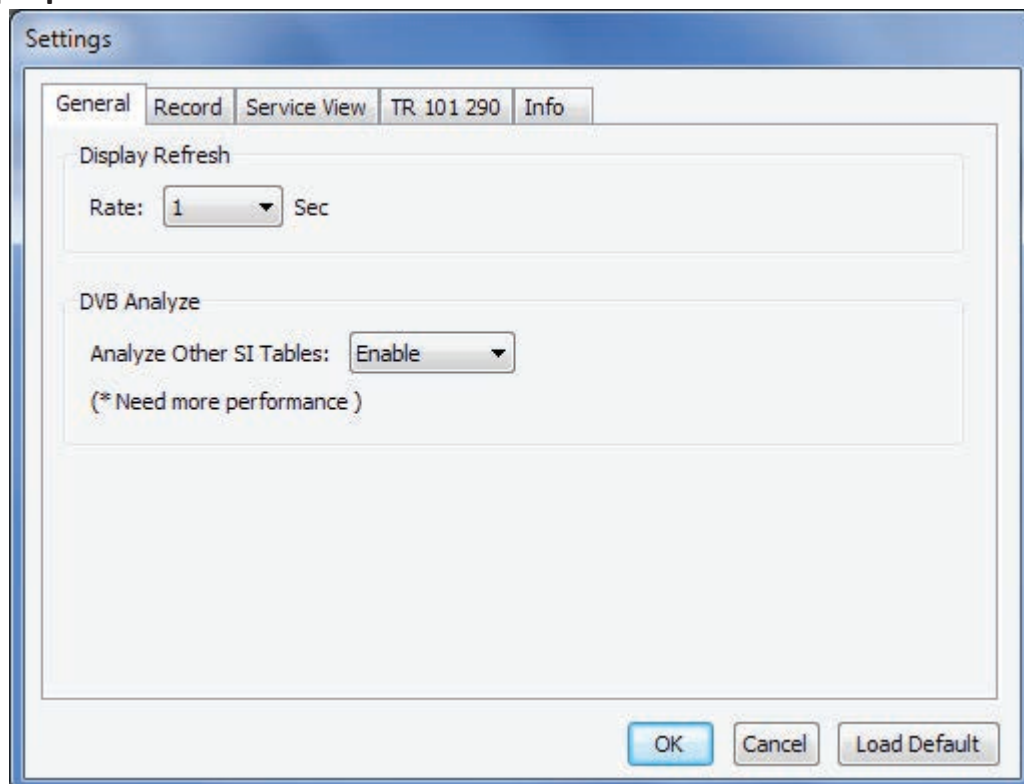 Settings
General Record Service View TR 101 290 Info
Display Refresh
Rate: 1 Sec
DVB Analyze
Analyze Other SI Tables: Enable
(* Need more performance )
OK Cancel Load Default